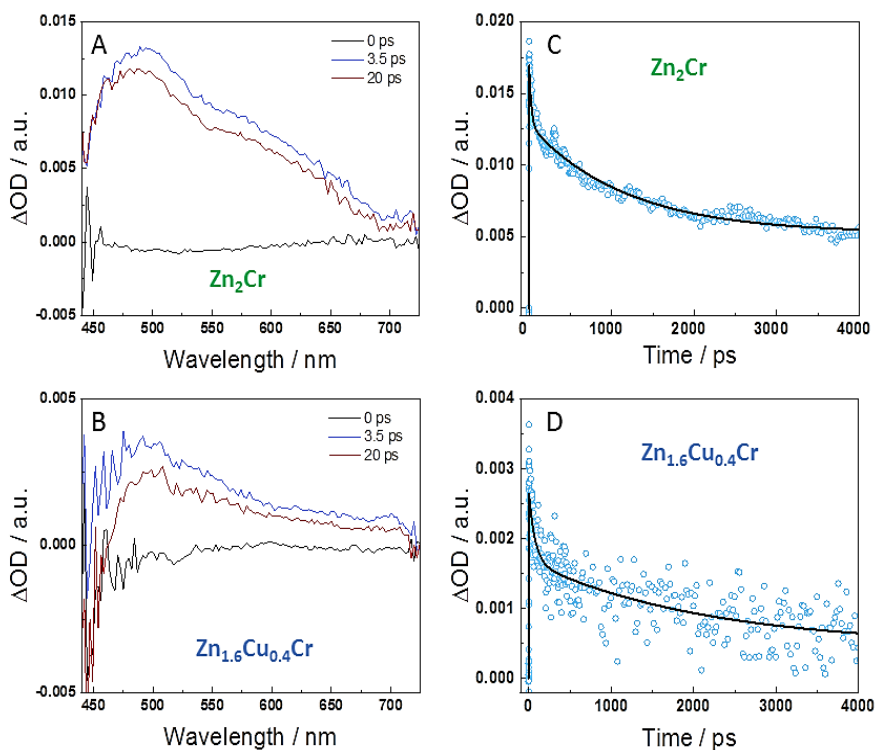 A
0 ps
3.5 ps
20 ps
0.015
0.010
0.005
0.000
-0.005
ΔOD / a.u.
Zn₂Cr
450 500 550 600 650 700
Wavelength / nm
C
Zn₂Cr
0.020
0.015
0.010
0.005
0.000
ΔOD / a.u.
0 1000 2000 3000 4000
Time / ps
B
0 ps
3.5 ps
20 ps
0.005
0.000
-0.005
ΔOD / a.u.
Zn₁.₆Cu₀.₄Cr
450 500 550 600 650 700
Wavelength / nm
D
Zn₁.₆Cu₀.₄Cr
0.004
0.003
0.002
0.001
0.000
ΔOD / a.u.
0 1000 2000 3000 4000
Time / ps